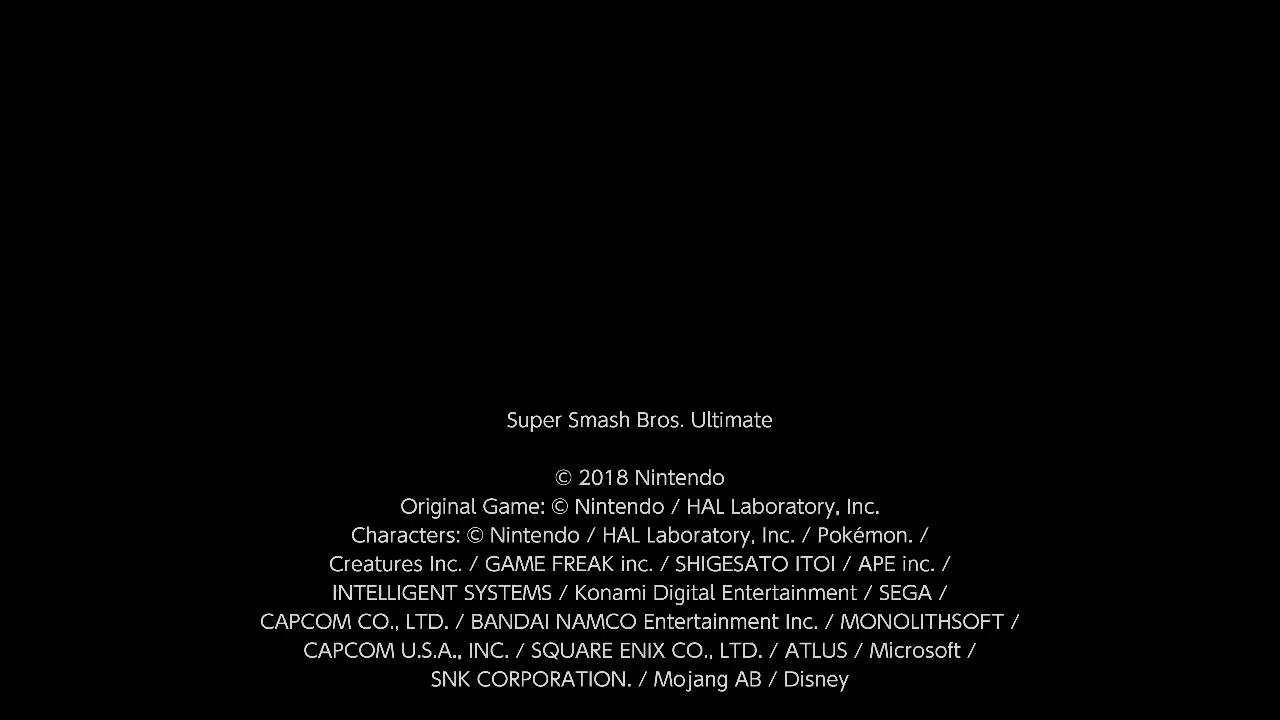 Super Smash Bros. Ultimate
© 2018 Nintendo
Original Game: © Nintendo / HAL Laboratory, Inc.
Characters: © Nintendo / HAL Laboratory, Inc. / Pokémon. /
Creatures Inc. / GAME FREAK inc. / SHIGESATO ITOI / APE inc. /
INTELLIGENT SYSTEMS / Konami Digital Entertainment / SEGA /
CAPCOM CO., LTD. / BANDAI NAMCO Entertainment Inc. / MONOLITHSOFT /
CAPCOM U.S.A., INC. / SQUARE ENIX CO., LTD. / ATLUS / Microsoft /
SNK CORPORATION. / Mojang AB / Disney